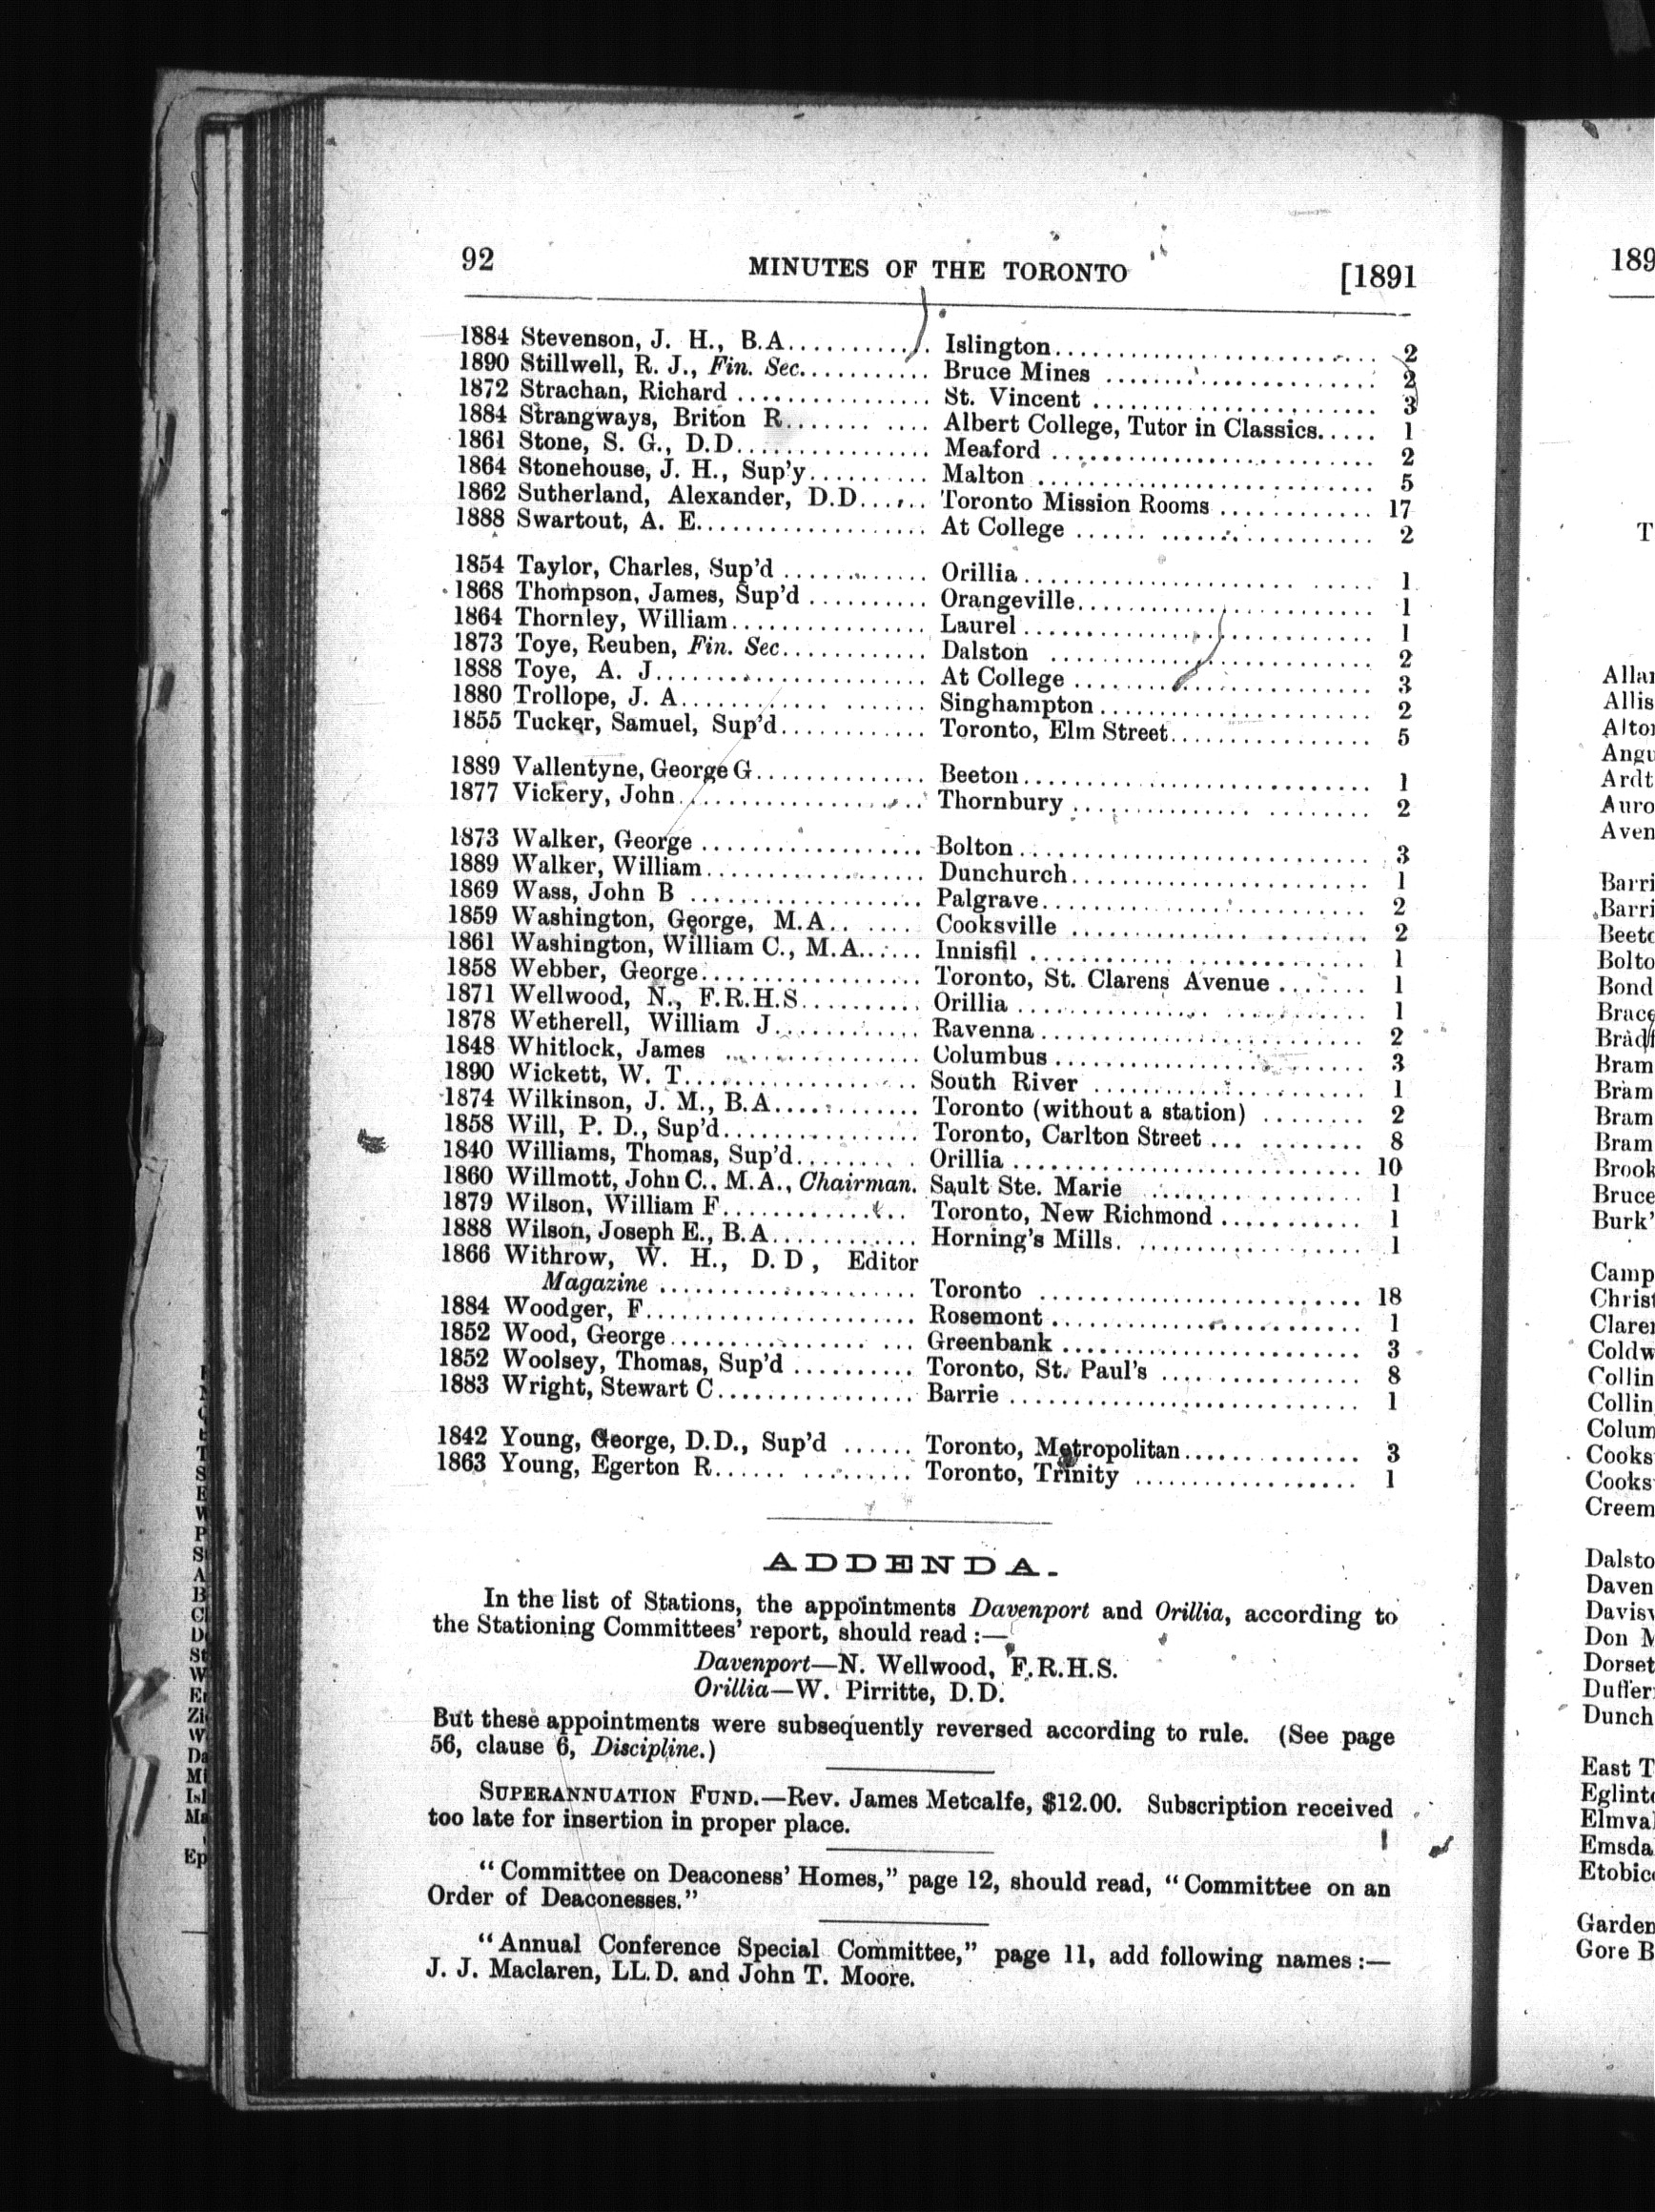 92 MINUTES OF THE TORONTO [1891
1884 Stevenson, J. H., B.A........... Islington........................... 2
1890 Stillwell, R. J., Fin. Sec........... Bruce Mines ........................ 2
1872 Strachan, Richard ................ St. Vincent ........................ 3
1884 Strangways, Briton R....... .... Albert College, Tutor in Classics..... 1
1861 Stone, S. G., D.D................ Meaford ........................... 2
1864 Stonehouse, J. H., Sup'y.......... Malton ............................ 5
1862 Sutherland, Alexander, D.D...... Toronto Mission Rooms ............ 17
1888 Swartout, A. E.................. At College ...... .................. 2
1854 Taylor, Charles, Sup'd ............ Orillia....................... ..... 1
1868 Thompson, James, Sup'd .......... Orangeville......................... 1
1864 Thornley, William................ Laurel............................. 1
1873 Toye, Reuben, Fin. Sec............ Dalston ........................... 2
1888 Toye, A. J....................... At College ......................... 3
1880 Trollope, J. A............ ....... Singhampton....................... 2
1855 Tucker, Samuel, Sup'd............ Toronto, Elm Street................. 5
1889 Vallentyne, George G.............. Beeton............................. 1
1877 Vickery, John.................... Thornbury ............... ........ 2
1873 Walker, George .................. Bolton............................. 3
1889 Walker, William.................. Dunchurch......................... 1
1869 Wass, John B ................... Palgrave........................... 2
1859 Washington, George, M.A.. ...... Cooksville ............... ......... 2
1861 Washington, William C., M.A...... Innisfil ............ .............. 1
1858 Webber, George.................. Toronto, St. Clarens Avenue ....... 1
1871 Wellwood, N., F.R.H.S.......... Orillia ............................ 1
1878 Wetherell, William J............ Ravenna........................... 2
1848 Whitlock, James ................ Columbus.......................... 3
1890 Wickett, W. T................... South River ....................... 1
1874 Wilkinson, J. M., B.A............ Toronto (without a station) ........ 2
1858 Will, P. D., Sup'd................ Toronto, Carlton Street ... ......... 8
1840 Williams, Thomas, Sup'd.......... Orillia ............................. 10
1860 Willmott, John C., M.A., Chairman. Sault Ste. Marie .................. 1
1879 Wilson, William F............... Toronto, New Richmond ........... 1
1888 Wilson, Joseph E., B.A........... Horning's Mills. ................... 1
1866 Withrow, W. H., D.D, Editor
Magazine ...................... Toronto ........................... 18
1884 Woodger, F...................... Rosemont.......................... 1
1852 Wood, George................ ... Greenbank ........................ 3
1852 Woolsey, Thomas, Sup'd .......... Toronto, St. Paul's ................ 8
1883 Wright, Stewart C................ Barrie ............................ 1
1842 Young, George, D.D., Sup'd ...... Toronto, Metropolitan.............. 3
1863 Young, Egerton R...... ......... Toronto, Trinity .................. 1
ADDENDA.
In the list of Stations, the appointments Davenport and Orillia, according to
the Stationing Committees' report, should read :—
Davenport—N. Wellwood, F.R.H.S.
Orillia—W. Pirritte, D.D.
But these appointments were subsequently reversed according to rule. (See page
56, clause 6, Discipline.)
SUPERANNUATION FUND.—Rev. James Metcalfe, $12.00. Subscription received
too late for insertion in proper place.
"Committee on Deaconess' Homes," page 12, should read, "Committee on an
Order of Deaconesses."
"Annual Conference Special Committee," page 11, add following names :—
J. J. Maclaren, LL.D. and John T. Moore.